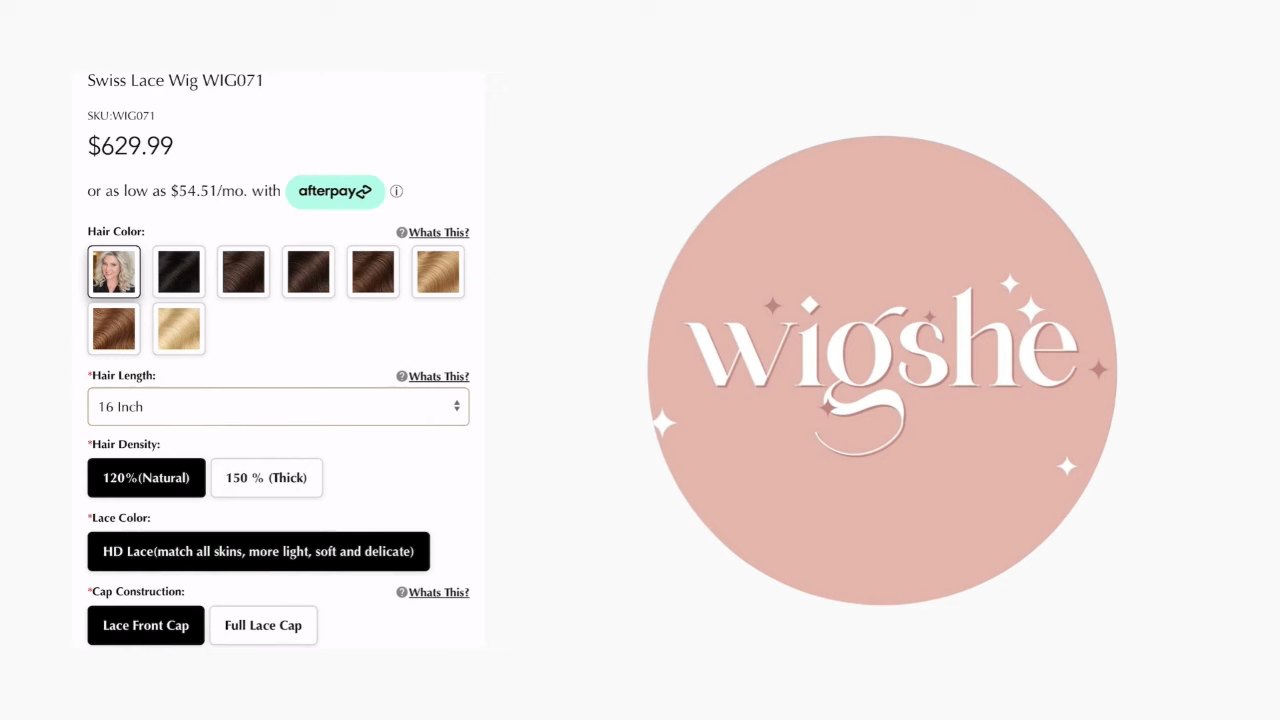 Swiss Lace Wig WIG071
SKU:WIG071
$629.99
or as low as $54.51/mo. with afterpay
Hair Color: Whats This?
*Hair Length: Whats This?
16 Inch
*Hair Density:
120%(Natural) 150 % (Thick)
*Lace Color:
HD Lace(match all skins, more light, soft and delicate)
*Cap Construction: Whats This?
Lace Front Cap Full Lace Cap
wigshe